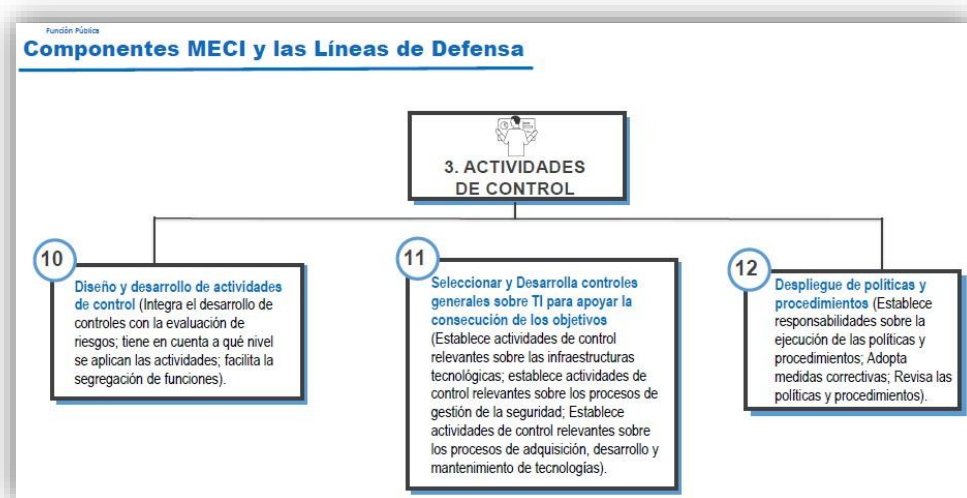 Función Pública
Componentes MECI y las Líneas de Defensa
3. ACTIVIDADES
DE CONTROL
10
Diseño y desarrollo de actividades
de control (Integra el desarrollo de
controles con la evaluación de
riesgos; tiene en cuenta a qué nivel
se aplican las actividades; facilita la
segregación de funciones).
11
Seleccionar y Desarrolla controles
generales sobre TI para apoyar la
consecución de los objetivos
(Establece actividades de control
relevantes sobre las infraestructuras
tecnológicas; establece actividades de
control relevantes sobre los procesos de
gestión de la seguridad; Establece
actividades de control relevantes sobre
los procesos de adquisición, desarrollo y
mantenimiento de tecnologías).
12
Despliegue de políticas y
procedimientos (Establece
responsabilidades sobre la
ejecución de las políticas y
procedimientos; Adopta
medidas correctivas; Revisa las
políticas y procedimientos).